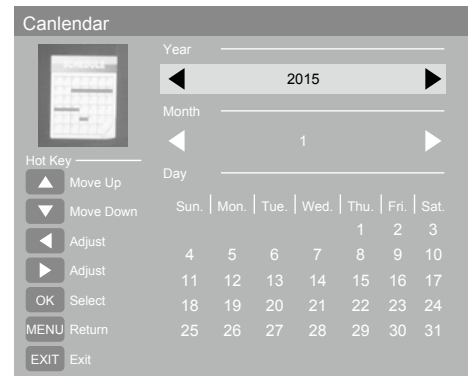 Canlendar
SCHEDULE
Year
2015
Month
1
Hot Key
Move Up
Move Down
Adjust
Adjust
OK Select
MENU Return
EXIT Exit
Day
Sun. Mon. Tue. Wed. Thu. Fri. Sat.
1 2 3
4 5 6 7 8 9 10
11 12 13 14 15 16 17
18 19 20 21 22 23 24
25 26 27 28 29 30 31